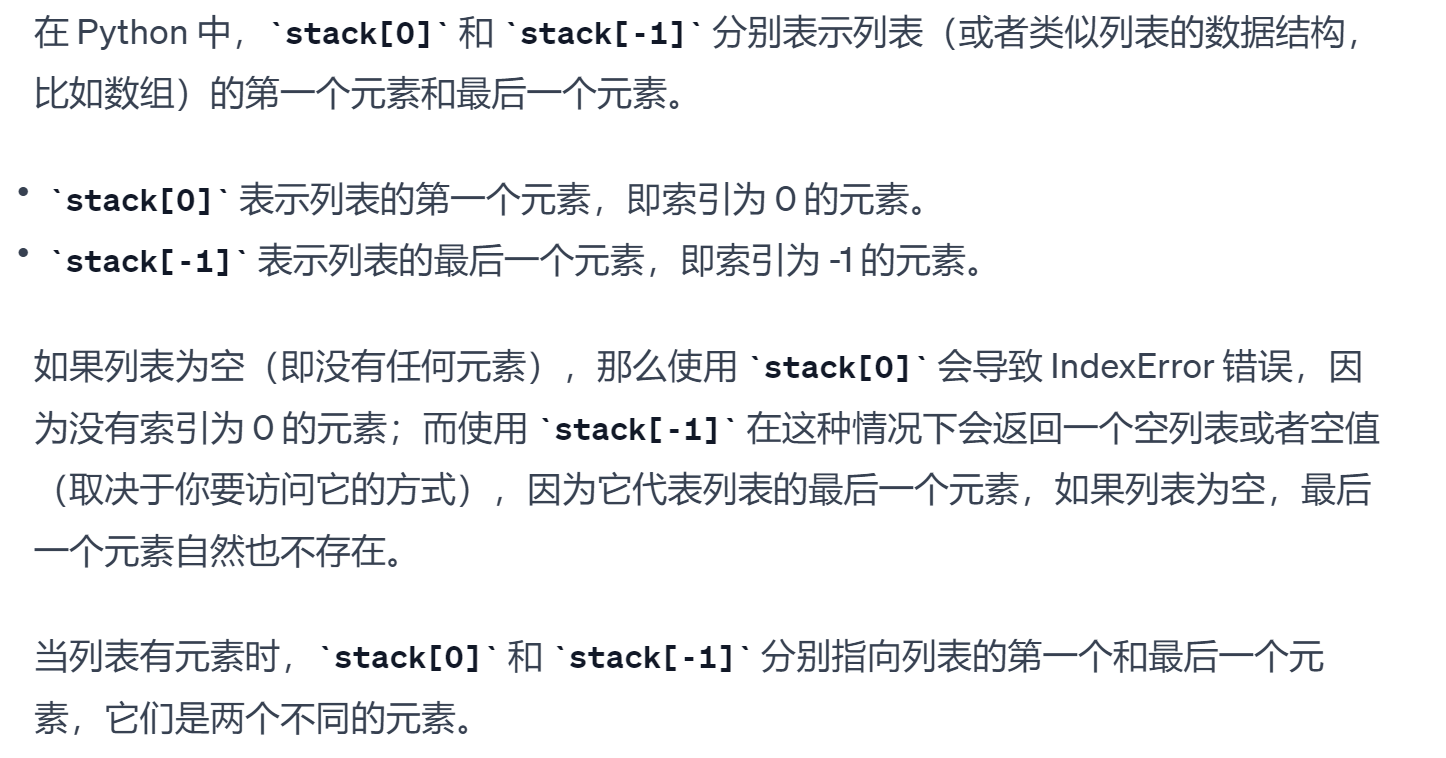 在 Python 中，`stack[0]` 和 `stack[-1]` 分别表示列表（或者类似列表的数据结构，
比如数组）的第一个元素和最后一个元素。
• `stack[0]` 表示列表的第一个元素，即索引为 0 的元素。
• `stack[-1]` 表示列表的最后一个元素，即索引为 -1 的元素。
如果列表为空（即没有任何元素），那么使用 `stack[0]` 会导致 IndexError 错误，因
为没有索引为 0 的元素；而使用 `stack[-1]` 在这种情况下会返回一个空列表或者空值
（取决于你要访问它的方式），因为它代表列表的最后一个元素，如果列表为空，最后
一个元素自然也不存在。
当列表有元素时，`stack[0]` 和 `stack[-1]` 分别指向列表的第一个和最后一个元
素，它们是两个不同的元素。